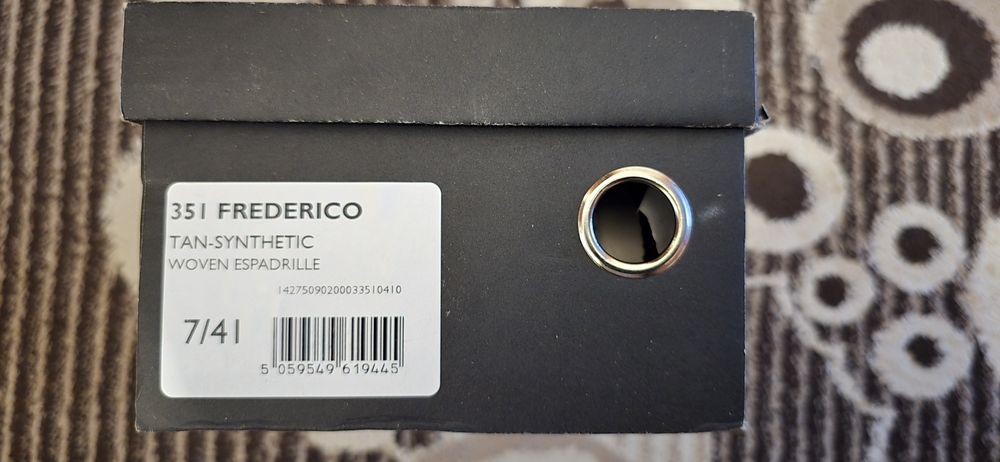 351 FREDERICO
TAN-SYNTHETIC
WOVEN ESPADRILLE
14275090200033510410
7/41
5 059549 619445